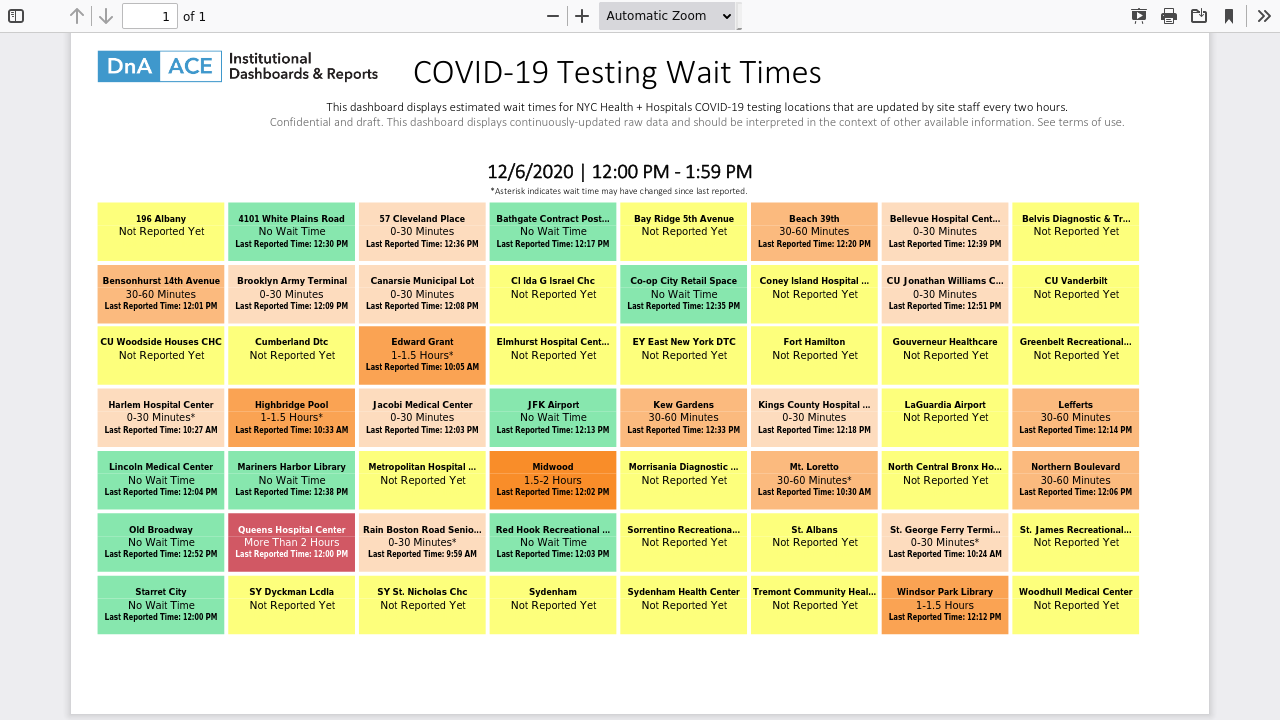 1 of 1 Automatic Zoom
DnA ACE Institutional
Dashboards & Reports
COVID-19 Testing Wait Times
This dashboard displays estimated wait times for NYC Health + Hospitals COVID-19 testing locations that are updated by site staff every two hours.
Confidential and draft. This dashboard displays continuously-updated raw data and should be interpreted in the context of other available information. See terms of use.
12/6/2020 | 12:00 PM - 1:59 PM
*Asterisk indicates wait time may have changed since last reported.
196 Albany
Not Reported Yet
4101 White Plains Road
No Wait Time
Last Reported Time: 12:30 PM
57 Cleveland Place
0-30 Minutes
Last Reported Time: 12:36 PM
Bathgate Contract Post...
No Wait Time
Last Reported Time: 12:17 PM
Bay Ridge 5th Avenue
Not Reported Yet
Beach 39th
30-60 Minutes
Last Reported Time: 12:20 PM
Bellevue Hospital Cent...
0-30 Minutes
Last Reported Time: 12:39 PM
Belvis Diagnostic & Tr...
Not Reported Yet
Bensonhurst 14th Avenue
30-60 Minutes
Last Reported Time: 12:01 PM
Brooklyn Army Terminal
0-30 Minutes
Last Reported Time: 12:09 PM
Canarsie Municipal Lot
0-30 Minutes
Last Reported Time: 12:08 PM
Cl Ida G Israel Chc
Not Reported Yet
Co-op City Retail Space
No Wait Time
Last Reported Time: 12:35 PM
Coney Island Hospital ...
Not Reported Yet
CU Jonathan Williams C...
0-30 Minutes
Last Reported Time: 12:51 PM
CU Vanderbilt
Not Reported Yet
CU Woodside Houses CHC
Not Reported Yet
Cumberland Dtc
Not Reported Yet
Edward Grant
1-1.5 Hours*
Last Reported Time: 10:05 AM
Elmhurst Hospital Cent...
Not Reported Yet
EY East New York DTC
Not Reported Yet
Fort Hamilton
Not Reported Yet
Gouverneur Healthcare
Not Reported Yet
Greenbelt Recreational...
Not Reported Yet
Harlem Hospital Center
0-30 Minutes*
Last Reported Time: 10:27 AM
Highbridge Pool
1-1.5 Hours*
Last Reported Time: 10:33 AM
Jacobi Medical Center
0-30 Minutes
Last Reported Time: 12:03 PM
JFK Airport
No Wait Time
Last Reported Time: 12:13 PM
Kew Gardens
30-60 Minutes
Last Reported Time: 12:33 PM
Kings County Hospital ...
0-30 Minutes
Last Reported Time: 12:18 PM
LaGuardia Airport
Not Reported Yet
Lefferts
30-60 Minutes
Last Reported Time: 12:14 PM
Lincoln Medical Center
No Wait Time
Last Reported Time: 12:04 PM
Mariners Harbor Library
No Wait Time
Last Reported Time: 12:38 PM
Metropolitan Hospital ...
Not Reported Yet
Midwood
1.5-2 Hours
Last Reported Time: 12:02 PM
Morrisania Diagnostic ...
Not Reported Yet
Mt. Loretto
30-60 Minutes*
Last Reported Time: 10:30 AM
North Central Bronx Ho...
Not Reported Yet
Northern Boulevard
30-60 Minutes
Last Reported Time: 12:06 PM
Old Broadway
No Wait Time
Last Reported Time: 12:52 PM
Queens Hospital Center
More Than 2 Hours
Last Reported Time: 12:00 PM
Rain Boston Road Senio...
0-30 Minutes*
Last Reported Time: 9:59 AM
Red Hook Recreational ...
No Wait Time
Last Reported Time: 12:03 PM
Sorrentino Recreationa...
Not Reported Yet
St. Albans
Not Reported Yet
St. George Ferry Termi...
0-30 Minutes*
Last Reported Time: 10:24 AM
St. James Recreational...
Not Reported Yet
Starret City
No Wait Time
Last Reported Time: 12:00 PM
SY Dyckman Lcdla
Not Reported Yet
SY St. Nicholas Chc
Not Reported Yet
Sydenham
Not Reported Yet
Sydenham Health Center
Not Reported Yet
Tremont Community Heal...
Not Reported Yet
Windsor Park Library
1-1.5 Hours
Last Reported Time: 12:12 PM
Woodhull Medical Center
Not Reported Yet